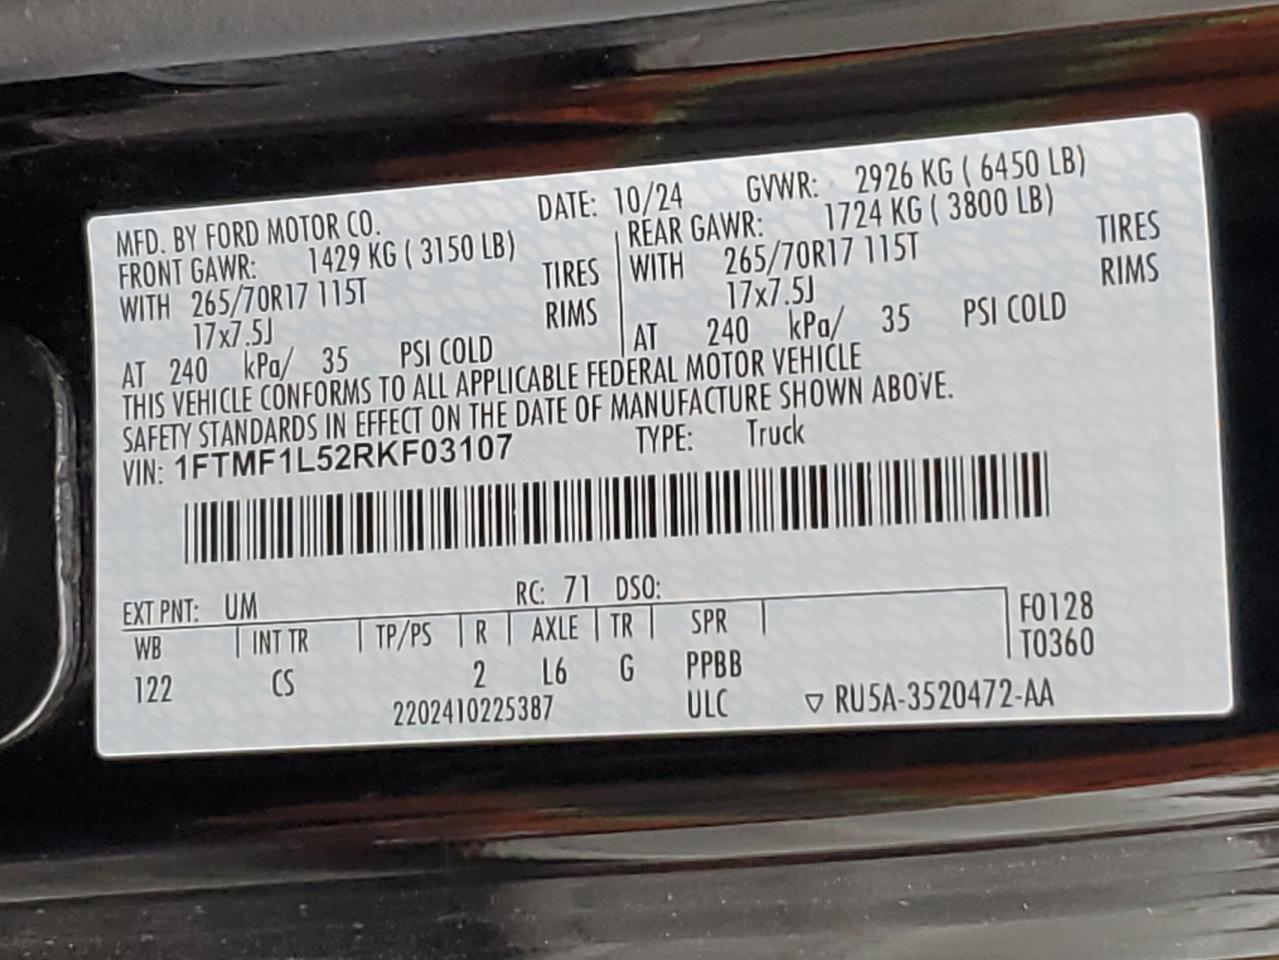 MFD. BY FORD MOTOR CO. DATE: 10/24 GVWR: 2926 KG ( 6450 LB)
FRONT GAWR: 1429 KG ( 3150 LB) REAR GAWR: 1724 KG ( 3800 LB)
WITH 265/70R17 115T TIRES WITH 265/70R17 115T TIRES
17x7.5J RIMS 17x7.5J RIMS
AT 240 kPa/ 35 PSI COLD AT 240 kPa/ 35 PSI COLD
THIS VEHICLE CONFORMS TO ALL APPLICABLE FEDERAL MOTOR VEHICLE
SAFETY STANDARDS IN EFFECT ON THE DATE OF MANUFACTURE SHOWN ABOVE.
VIN: 1FTMF1L52RKF03107 TYPE: Truck
EXT PNT: UM RC: 71 DSO:
WB INT TR TP/PS R AXLE TR SPR F0128
122 CS 2 L6 G PPBB T0360
2202410225387 ULC ▽ RU5A-3520472-AA